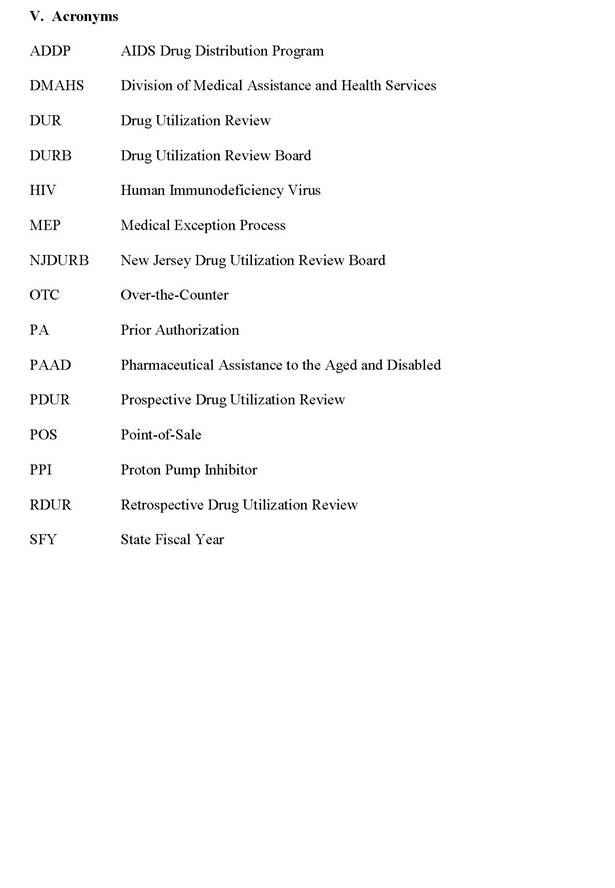 V. Acronyms
ADDP AIDS Drug Distribution Program
DMAHS Division of Medical Assistance and Health Services
DUR Drug Utilization Review
DURB Drug Utilization Review Board
HIV Human Immunodeficiency Virus
MEP Medical Exception Process
NJDURB New Jersey Drug Utilization Review Board
OTC Over-the-Counter
PA Prior Authorization
PAAD Pharmaceutical Assistance to the Aged and Disabled
PDUR Prospective Drug Utilization Review
POS Point-of-Sale
PPI Proton Pump Inhibitor
RDUR Retrospective Drug Utilization Review
SFY State Fiscal Year